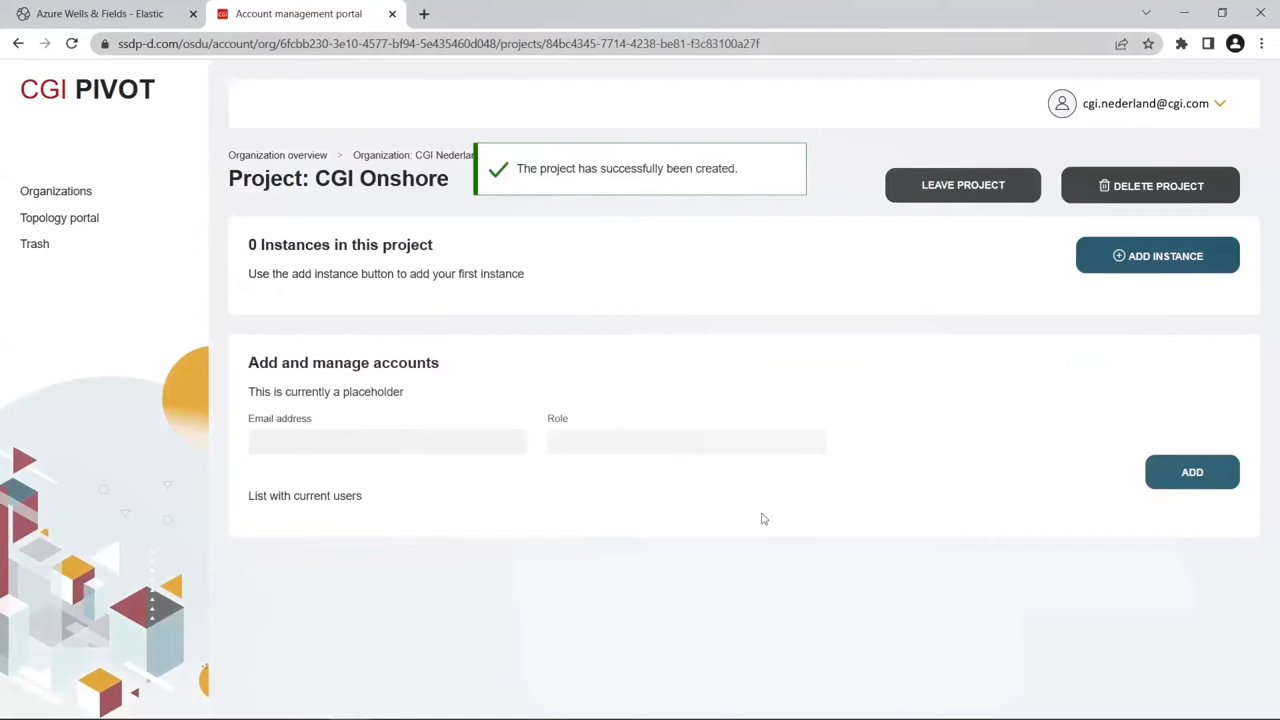 Azure Wells & Fields - Elastic
Account management portal
ssdp-d.com/osdu/account/org/6fcbb230-3e10-4577-bf94-5e435460d048/projects/84bc4345-7714-4238-be81-f3c83100a27f
CGI PIVOT
cgi.nederland@cgi.com
Organization overview > Organization: CGI Nederlan
The project has successfully been created.
Project: CGI Onshore
LEAVE PROJECT
DELETE PROJECT
Organizations
Topology portal
Trash
0 Instances in this project
Use the add instance button to add your first instance
ADD INSTANCE
Add and manage accounts
This is currently a placeholder
Email address
Role
ADD
List with current users